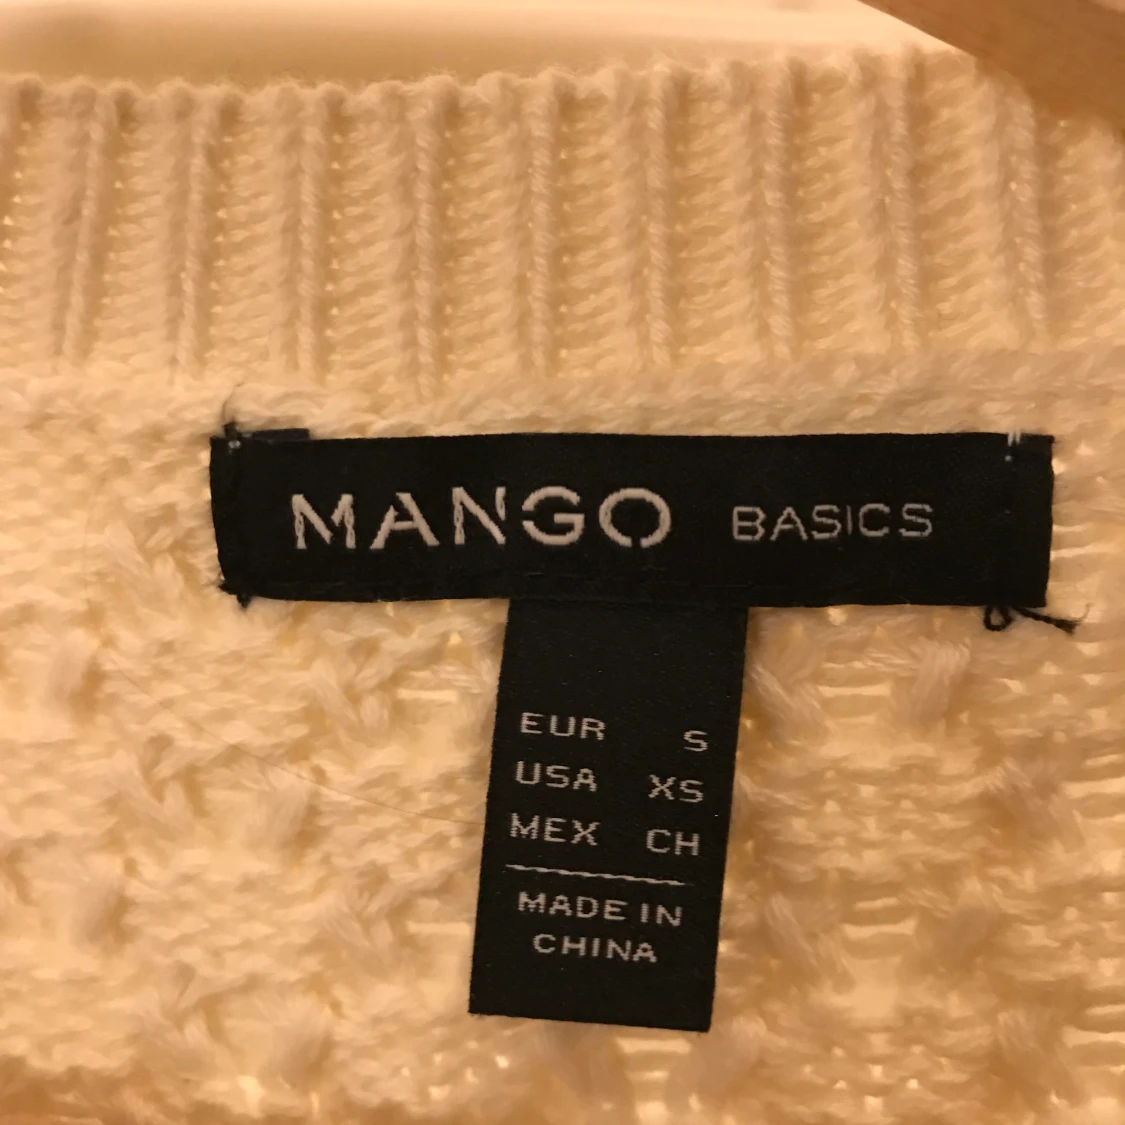 MANGO BASICS
EUR S
USA XS
MEX CH
MADE IN
CHINA